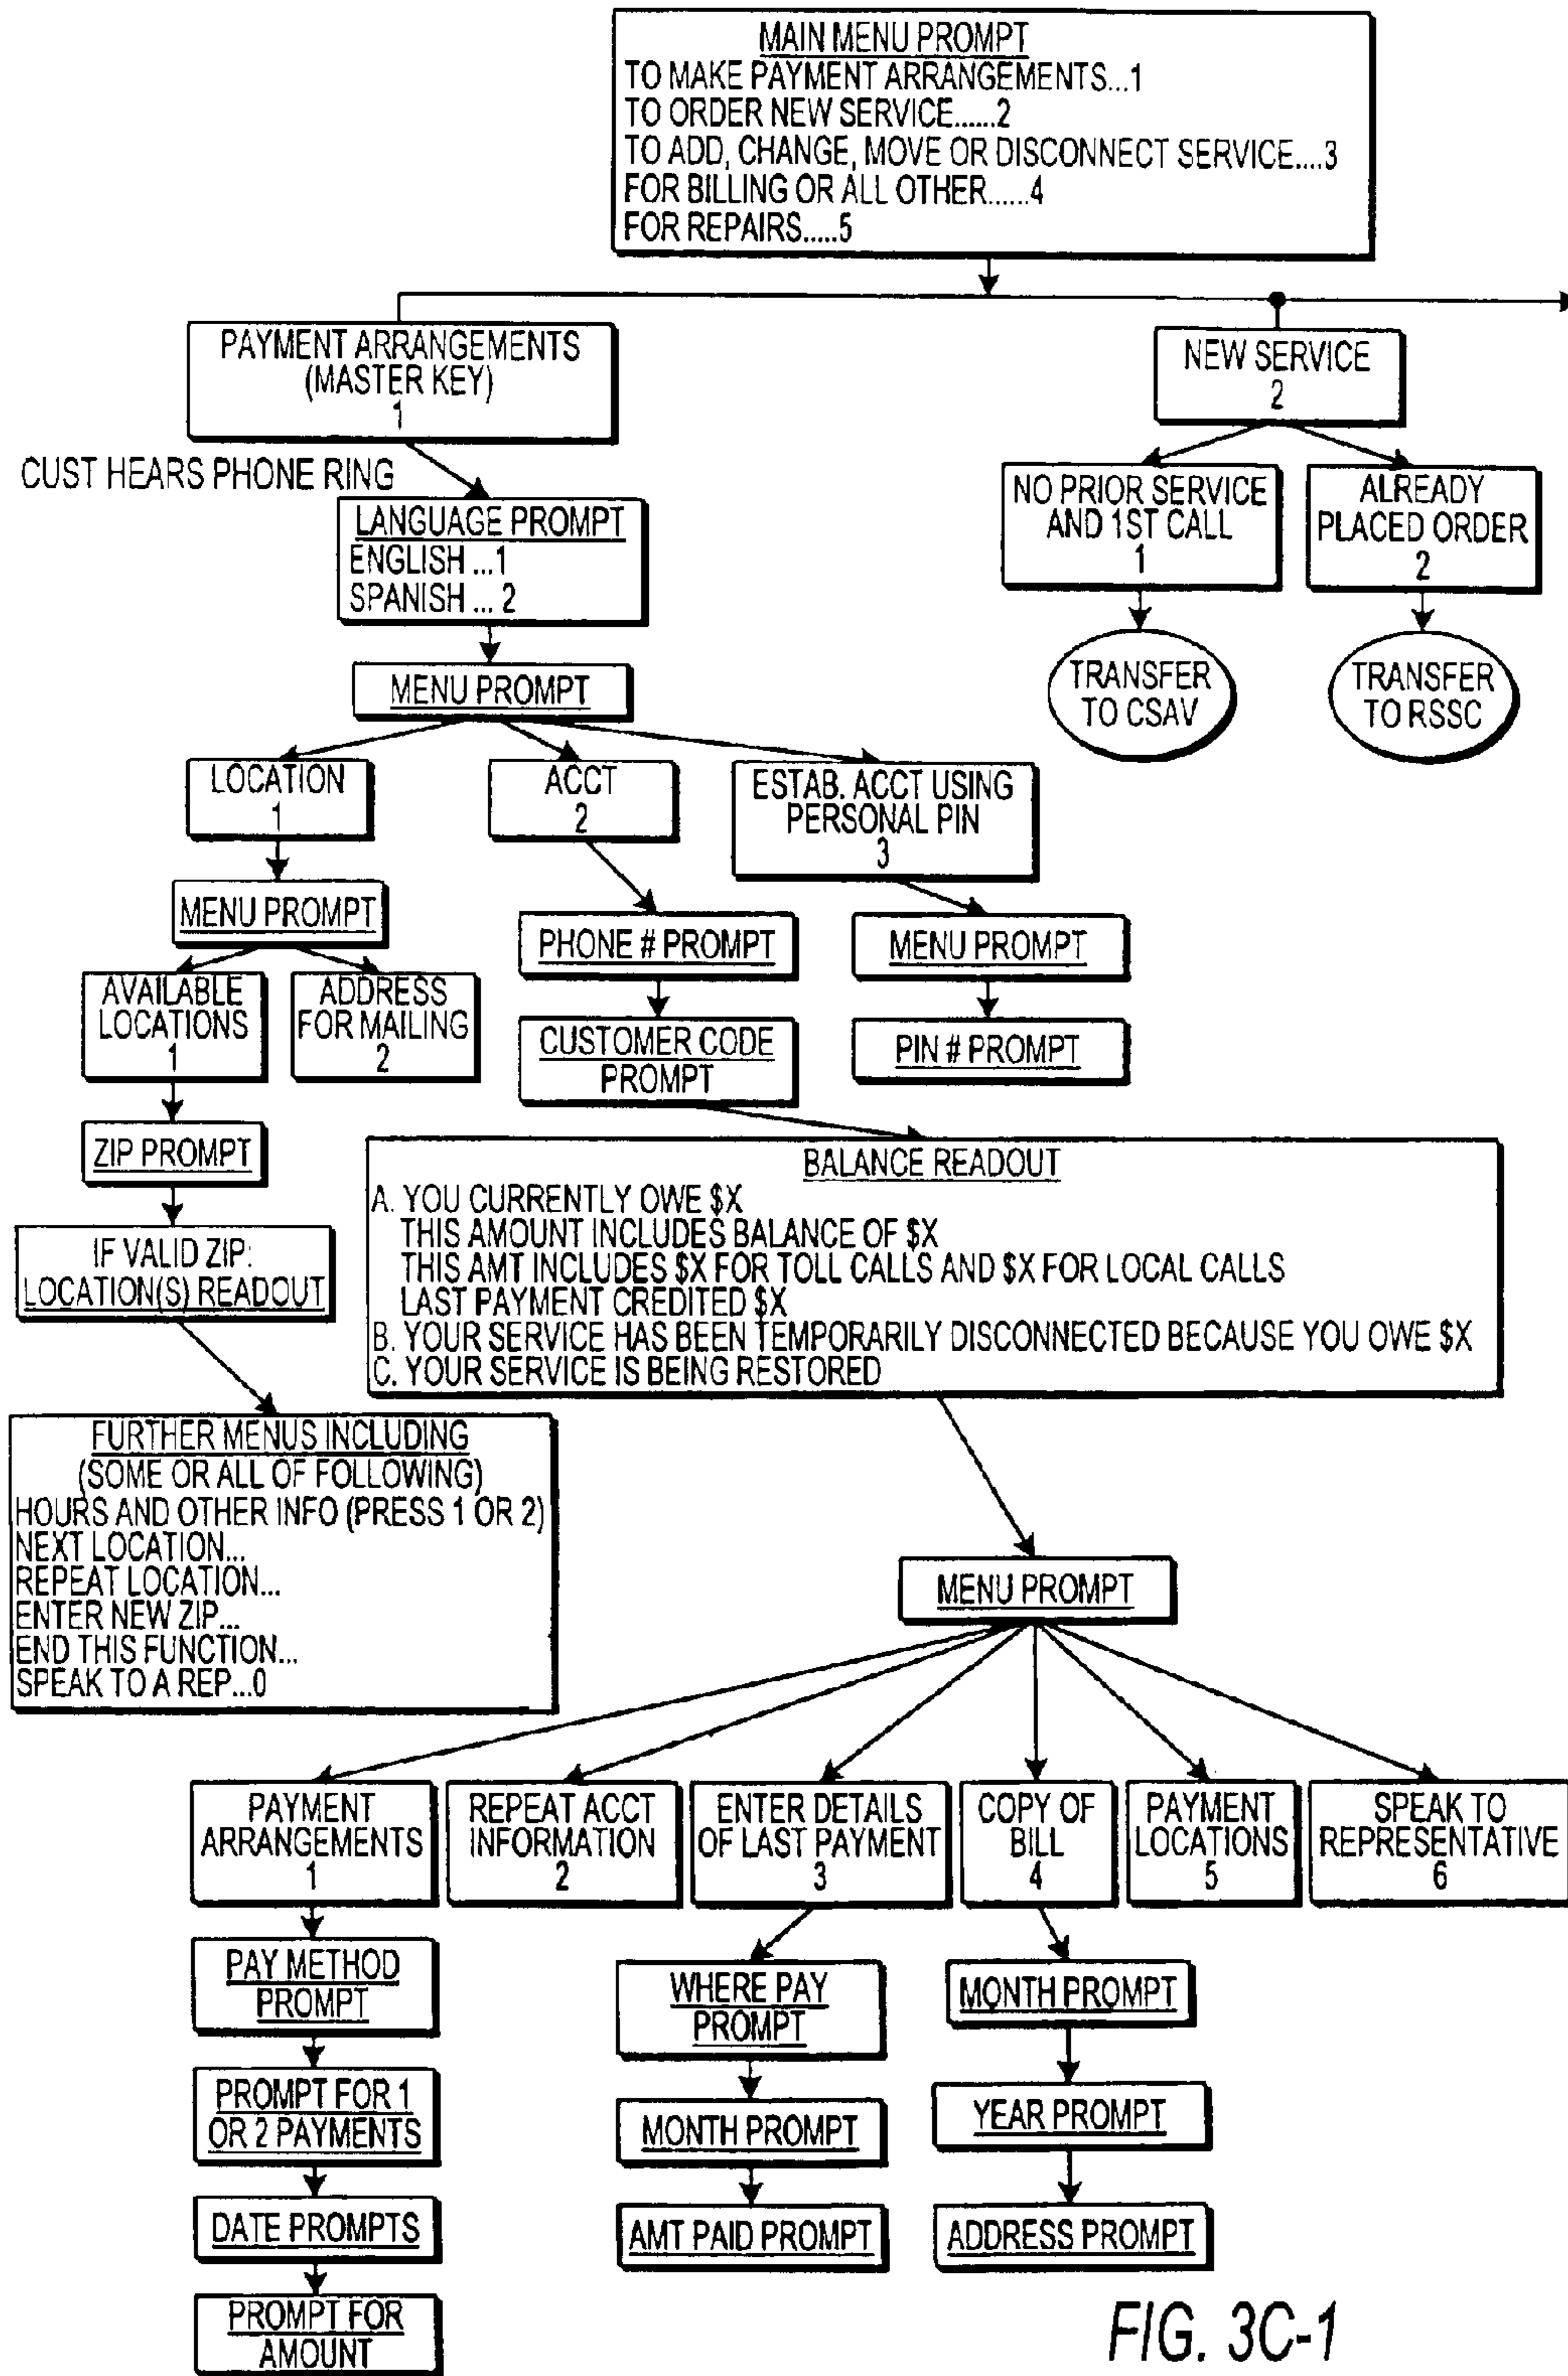 MAIN MENU PROMPT
TO MAKE PAYMENT ARRANGEMENTS...1
TO ORDER NEW SERVICE......2
TO ADD, CHANGE, MOVE OR DISCONNECT SERVICE....3
FOR BILLING OR ALL OTHER......4
FOR REPAIRS.....5
PAYMENT ARRANGEMENTS
(MASTER KEY)
1
NEW SERVICE
2
CUST HEARS PHONE RING
LANGUAGE PROMPT
ENGLISH ...1
SPANISH ... 2
NO PRIOR SERVICE
AND 1ST CALL
1
ALREADY
PLACED ORDER
2
TRANSFER
TO CSAV
TRANSFER
TO RSSC
MENU PROMPT
LOCATION
1
ACCT
2
ESTAB. ACCT USING
PERSONAL PIN
3
MENU PROMPT
PHONE # PROMPT
MENU PROMPT
AVAILABLE
LOCATIONS
1
ADDRESS
FOR MAILING
2
CUSTOMER CODE
PROMPT
PIN # PROMPT
ZIP PROMPT
IF VALID ZIP:
LOCATION(S) READOUT
BALANCE READOUT
A. YOU CURRENTLY OWE $X
THIS AMOUNT INCLUDES BALANCE OF $X
THIS AMT INCLUDES $X FOR TOLL CALLS AND $X FOR LOCAL CALLS
LAST PAYMENT CREDITED $X
B. YOUR SERVICE HAS BEEN TEMPORARILY DISCONNECTED BECAUSE YOU OWE $X
C. YOUR SERVICE IS BEING RESTORED
FURTHER MENUS INCLUDING
(SOME OR ALL OF FOLLOWING)
HOURS AND OTHER INFO (PRESS 1 OR 2)
NEXT LOCATION...
REPEAT LOCATION...
ENTER NEW ZIP...
END THIS FUNCTION...
SPEAK TO A REP...0
MENU PROMPT
PAYMENT
ARRANGEMENTS
1
REPEAT ACCT
INFORMATION
2
ENTER DETAILS
OF LAST PAYMENT
3
COPY OF
BILL
4
PAYMENT
LOCATIONS
5
SPEAK TO
REPRESENTATIVE
6
PAY METHOD
PROMPT
PROMPT FOR 1
OR 2 PAYMENTS
DATE PROMPTS
PROMPT FOR
AMOUNT
WHERE PAY
PROMPT
MONTH PROMPT
AMT PAID PROMPT
MONTH PROMPT
YEAR PROMPT
ADDRESS PROMPT
FIG. 3C-1